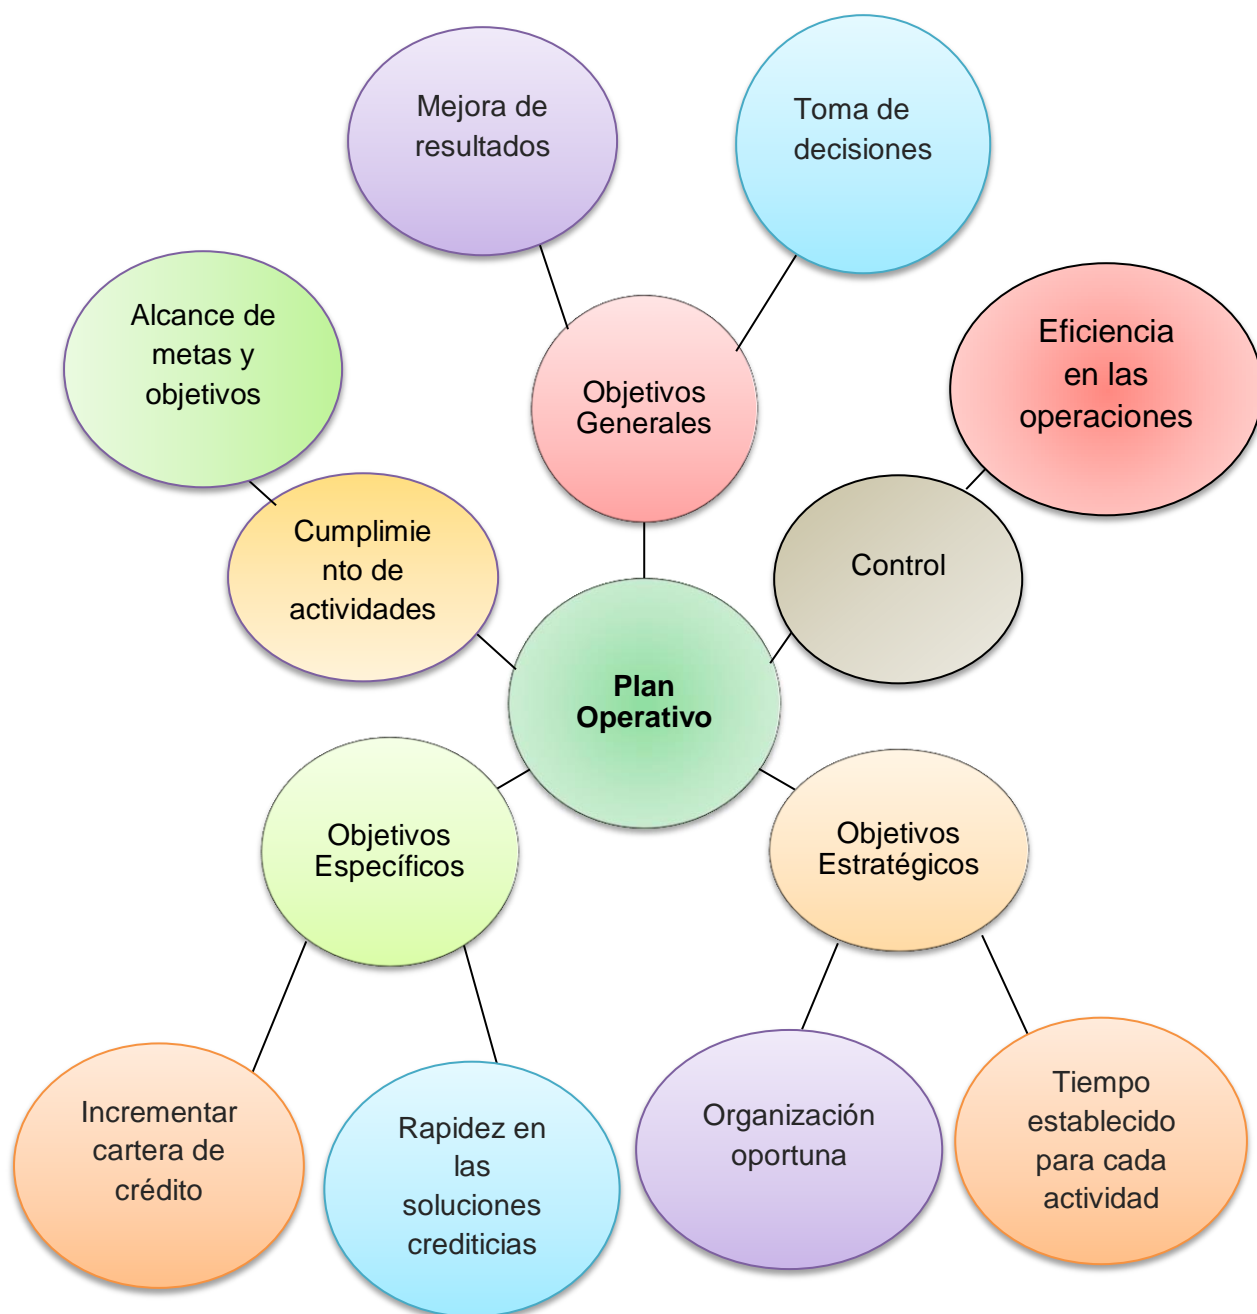 Mejora de
resultados
Toma de
decisiones
Alcance de
metas y
objetivos
Eficiencia
en las
operaciones
Objetivos
Generales
Cumplimie
nto de
actividades
Control
Plan
Operativo
Objetivos
Específicos
Objetivos
Estratégicos
Incrementar
cartera de
crédito
Rapidez en
las
soluciones
crediticias
Organización
oportuna
Tiempo
establecido
para cada
actividad